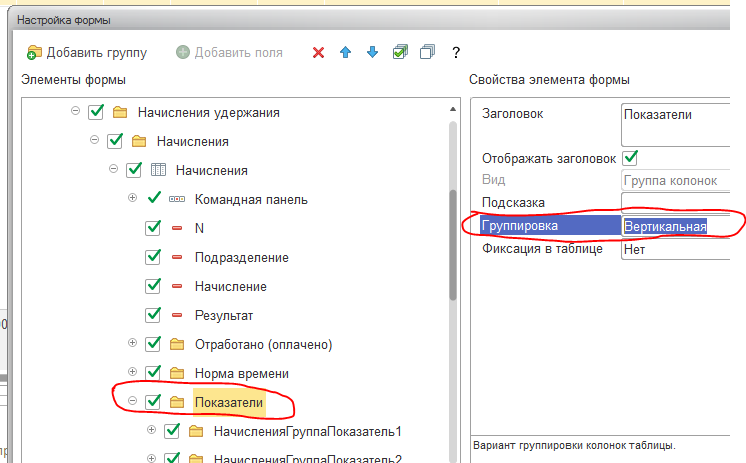 Настройка формы
Добавить группу
Добавить поля
?
Элементы формы
Свойства элемента формы
Начисления удержания
Начисления
Начисления
Командная панель
N
Подразделение
Начисление
Результат
Отработано (оплачено)
Норма времени
Показатели
НачисленияГруппаПоказатель1
НачисленияГруппаПоказатель2
Заголовок
Показатели
Отображать заголовок
Вид
Группа колонок
Подсказка
Группировка
Вертикальная
Фиксация в таблице
Нет
Вариант группировки колонок таблицы.